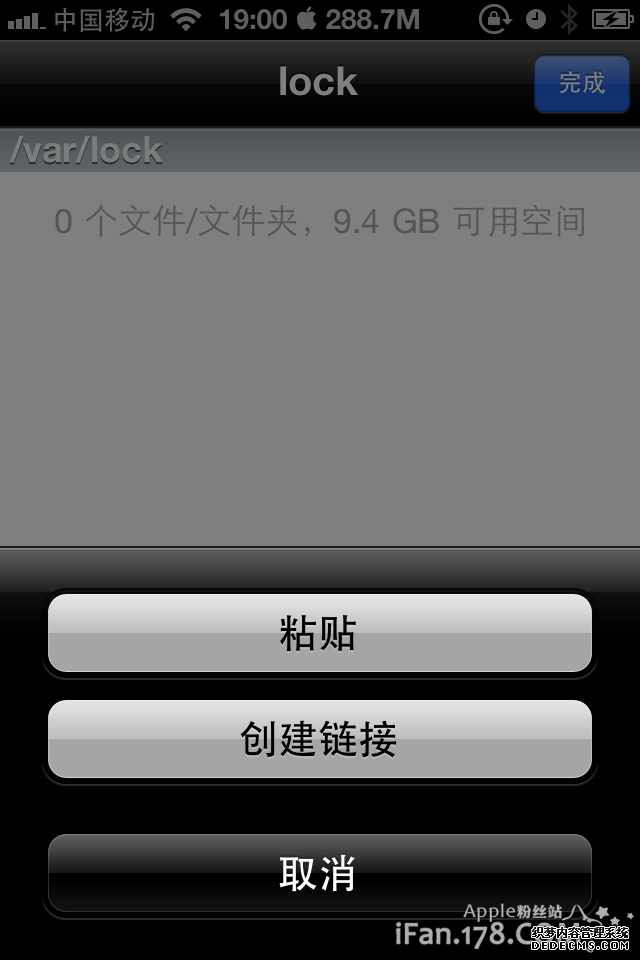 中国移动 19:00 288.7M
lock
完成
/var/lock
0 个文件/文件夹，9.4 GB 可用空间
粘贴
创建链接
取消
Apple粉丝站
iFan.178.COM
织梦内容管理系统
DEDECMS.COM